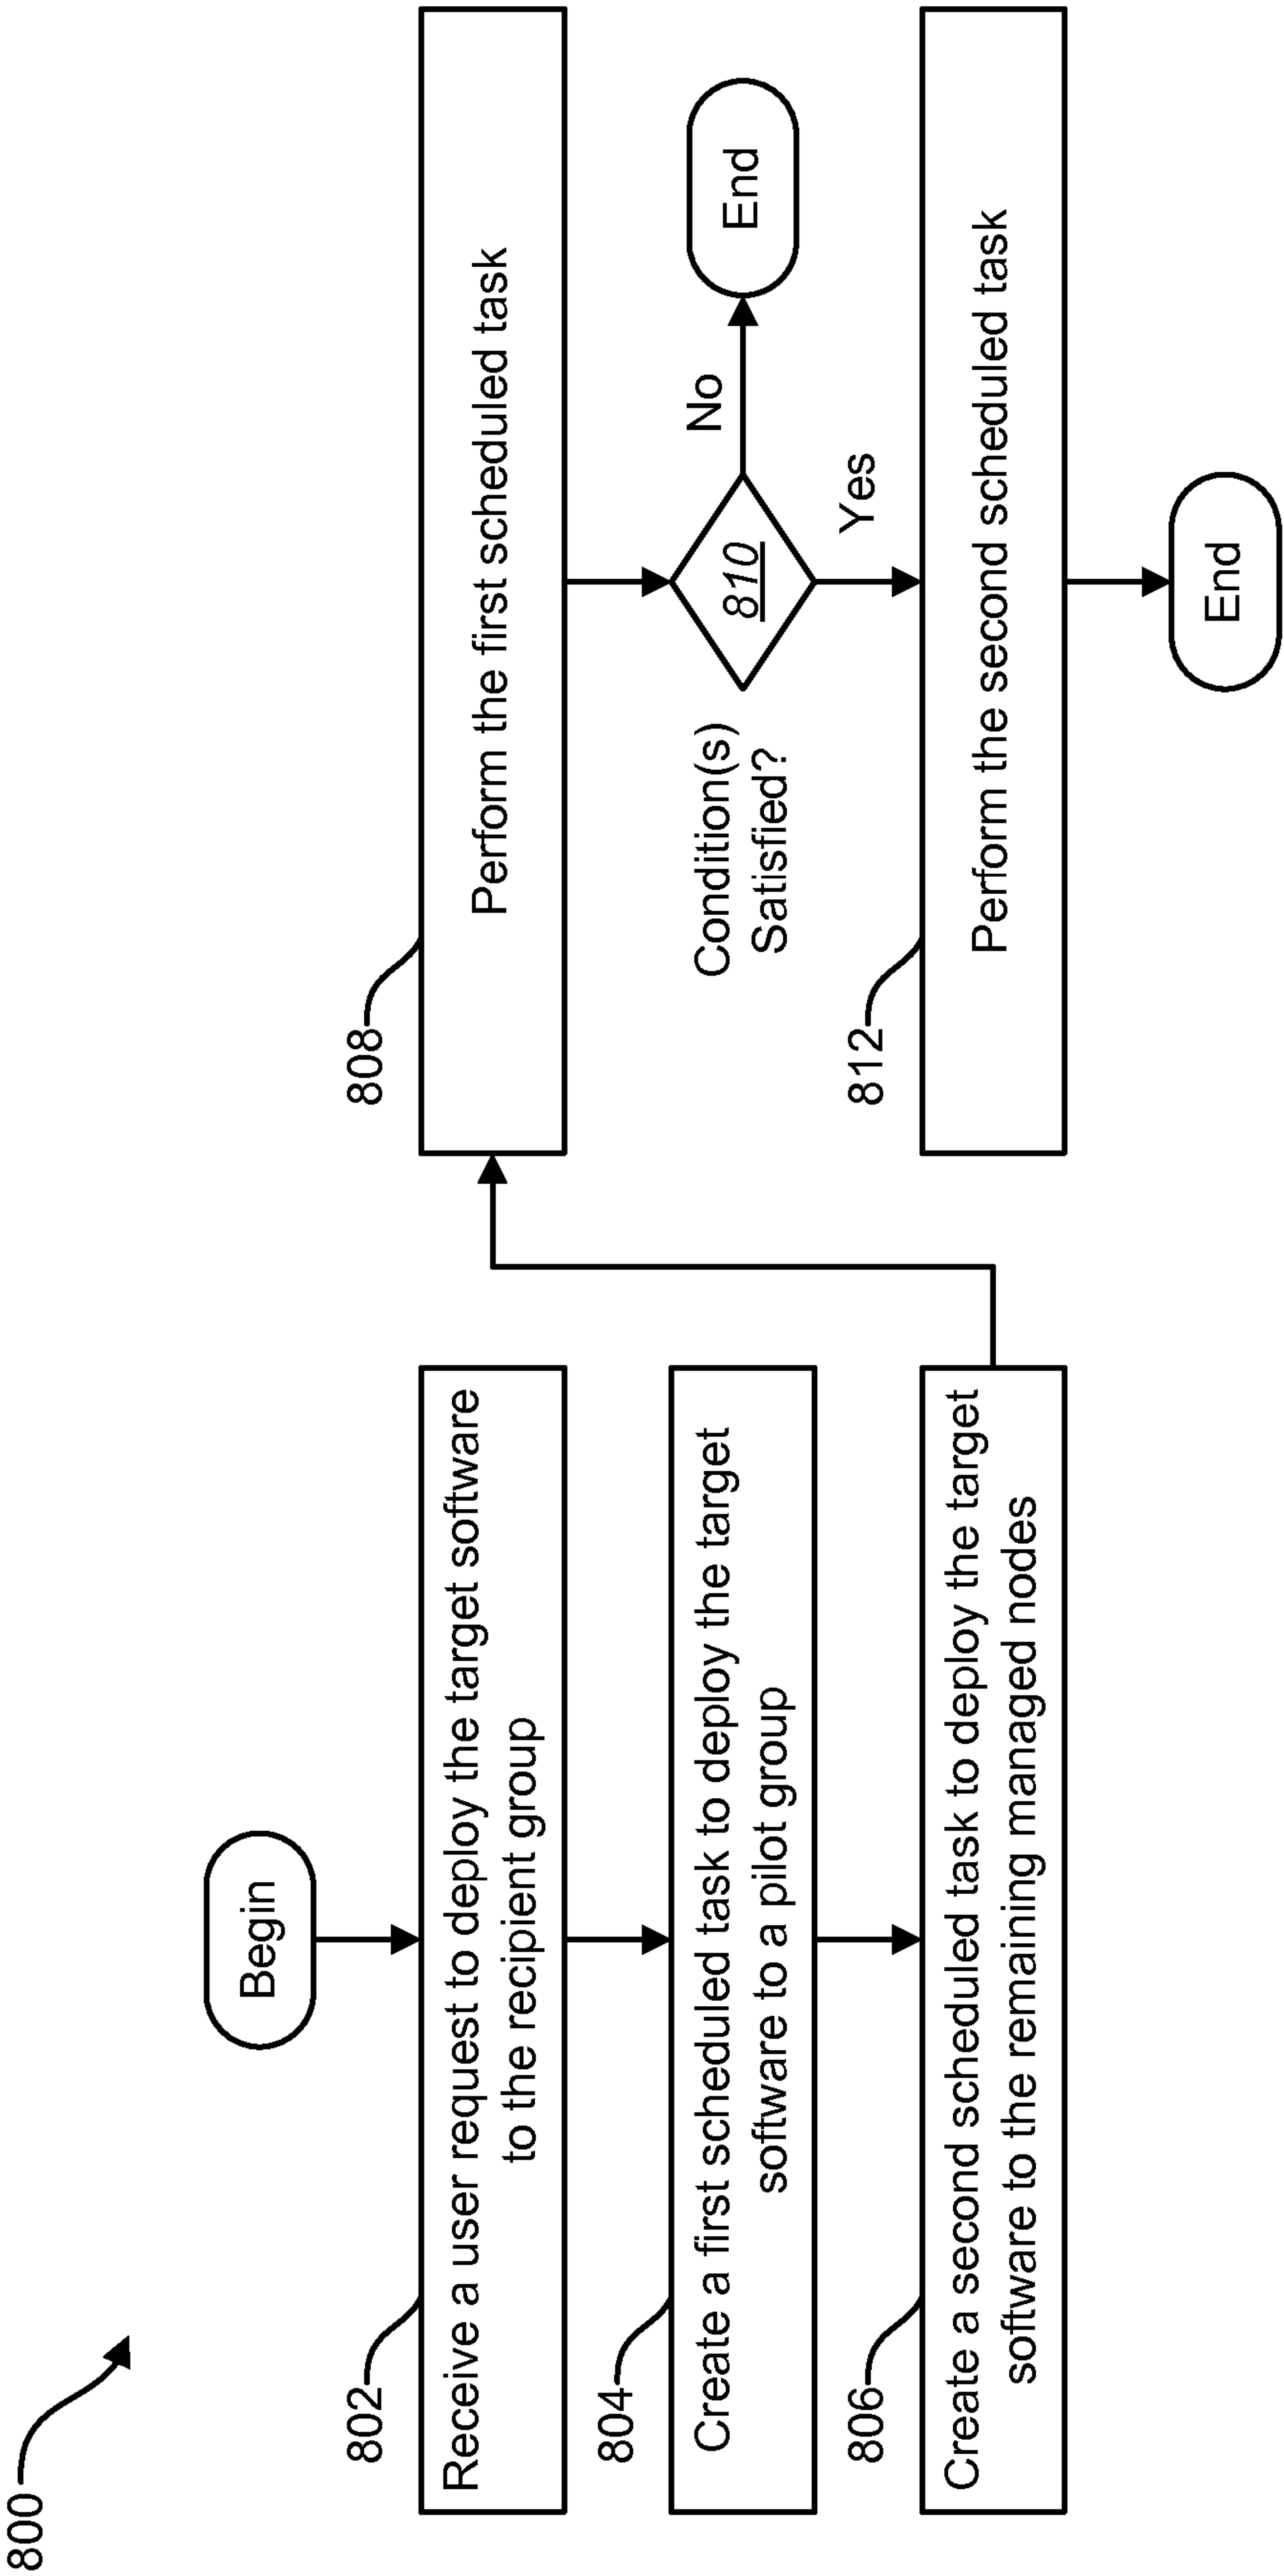 800
Begin
802
Receive a user request to deploy the target software
to the recipient group
804
Create a first scheduled task to deploy the target
software to a pilot group
806
Create a second scheduled task to deploy the target
software to the remaining managed nodes
808
Perform the first scheduled task
Condition(s)
Satisfied?
810
No
End
Yes
812
Perform the second scheduled task
End